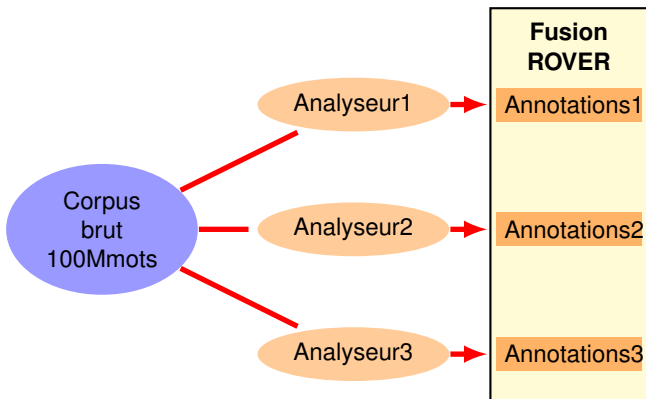 Fusion
ROVER
Analyseur1
Annotations1
Corpus
brut
100Mmots
Analyseur2
Annotations2
Analyseur3
Annotations3